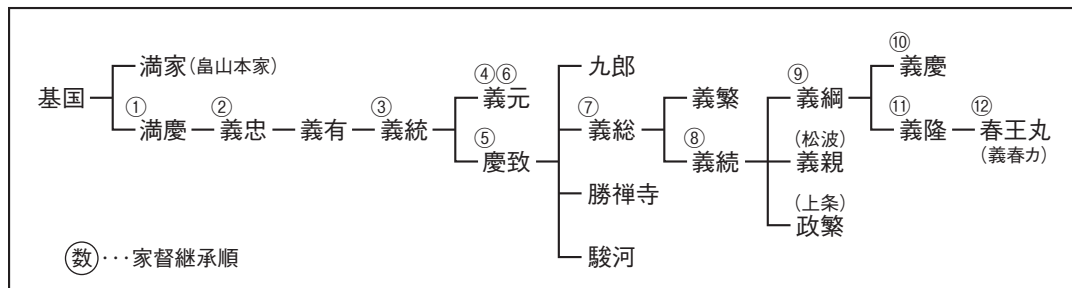 ⑩
満家(畠山本家)
④⑥
義元
九郎
義繁
⑨
義綱
義慶
基国
①
満慶
②
義忠
義有
③
義統
⑦
義総
⑪
義隆
⑫
春王丸
(義春カ)
⑤
慶致
⑧
義続
(松波)
義親
勝禅寺
(上条)
政繁
駿河
数…家督継承順